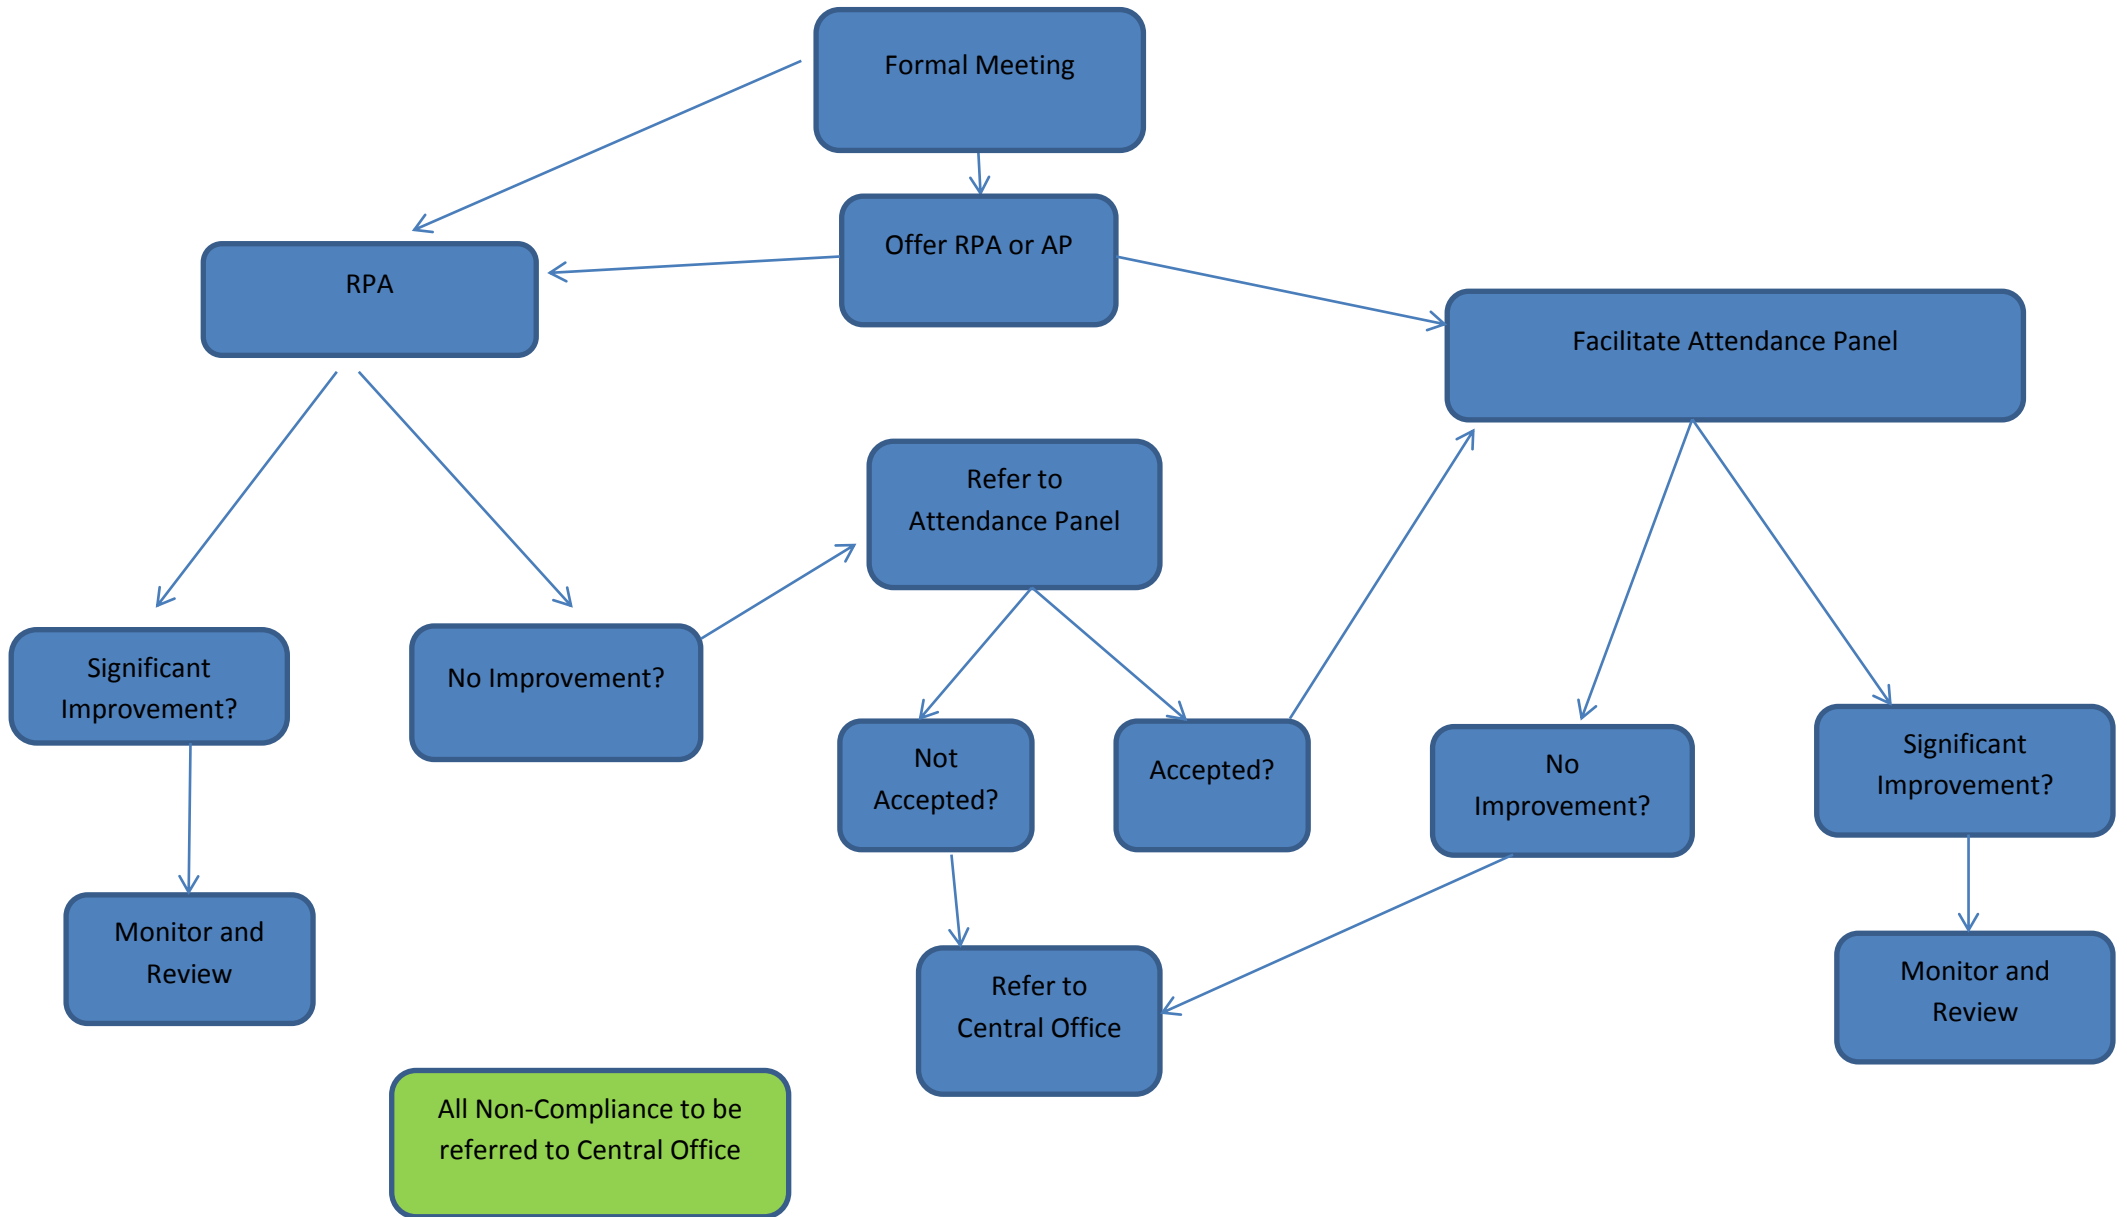 Formal Meeting
Offer RPA or AP
RPA
Facilitate Attendance Panel
Refer to
Attendance Panel
Significant
Improvement?
No Improvement?
Not
Accepted?
Accepted?
No
Improvement?
Significant
Improvement?
Monitor and
Review
Refer to
Central Office
Monitor and
Review
All Non-Compliance to be
referred to Central Office